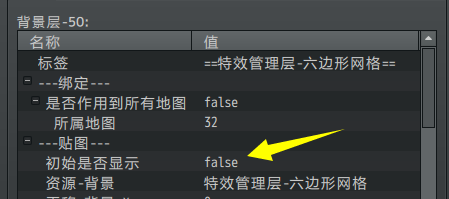 背景层-50:
名称 值
标签 ==特效管理层-六边形网格==
---绑定---
是否作用到所有地图 false
所属地图 32
---贴图---
初始是否显示 false
资源-背景 特效管理层-六边形网格